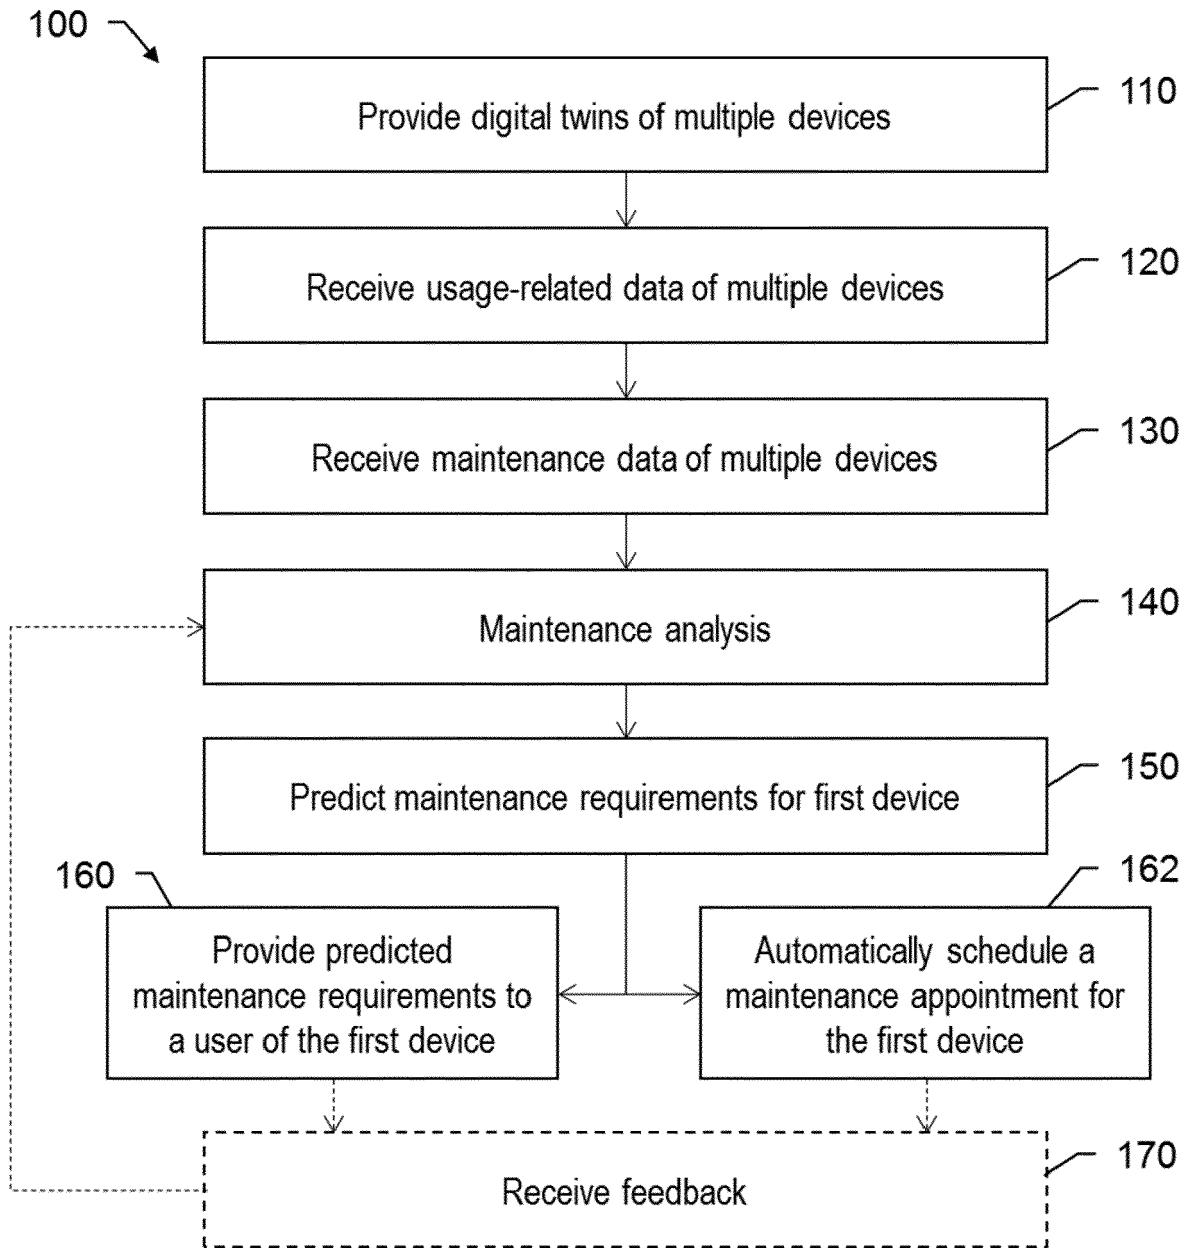 100
Provide digital twins of multiple devices
110
Receive usage-related data of multiple devices
120
Receive maintenance data of multiple devices
130
Maintenance analysis
140
Predict maintenance requirements for first device
150
160
Provide predicted
maintenance requirements to
a user of the first device
162
Automatically schedule a
maintenance appointment for
the first device
Receive feedback
170